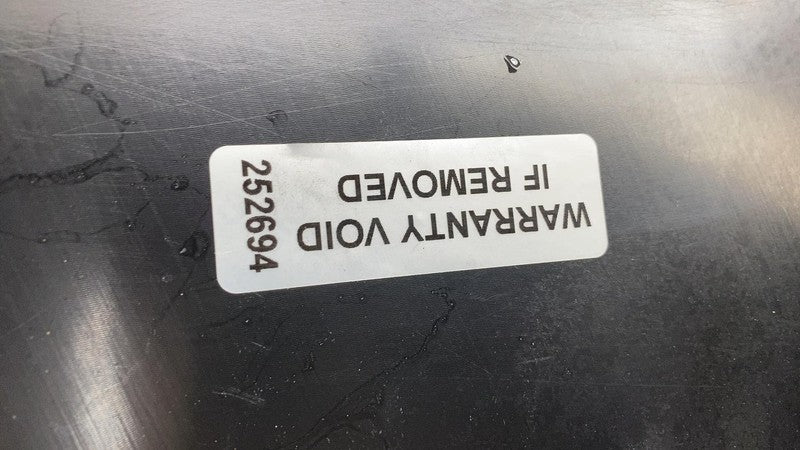 WARRANTY VOID
IF REMOVED
252694